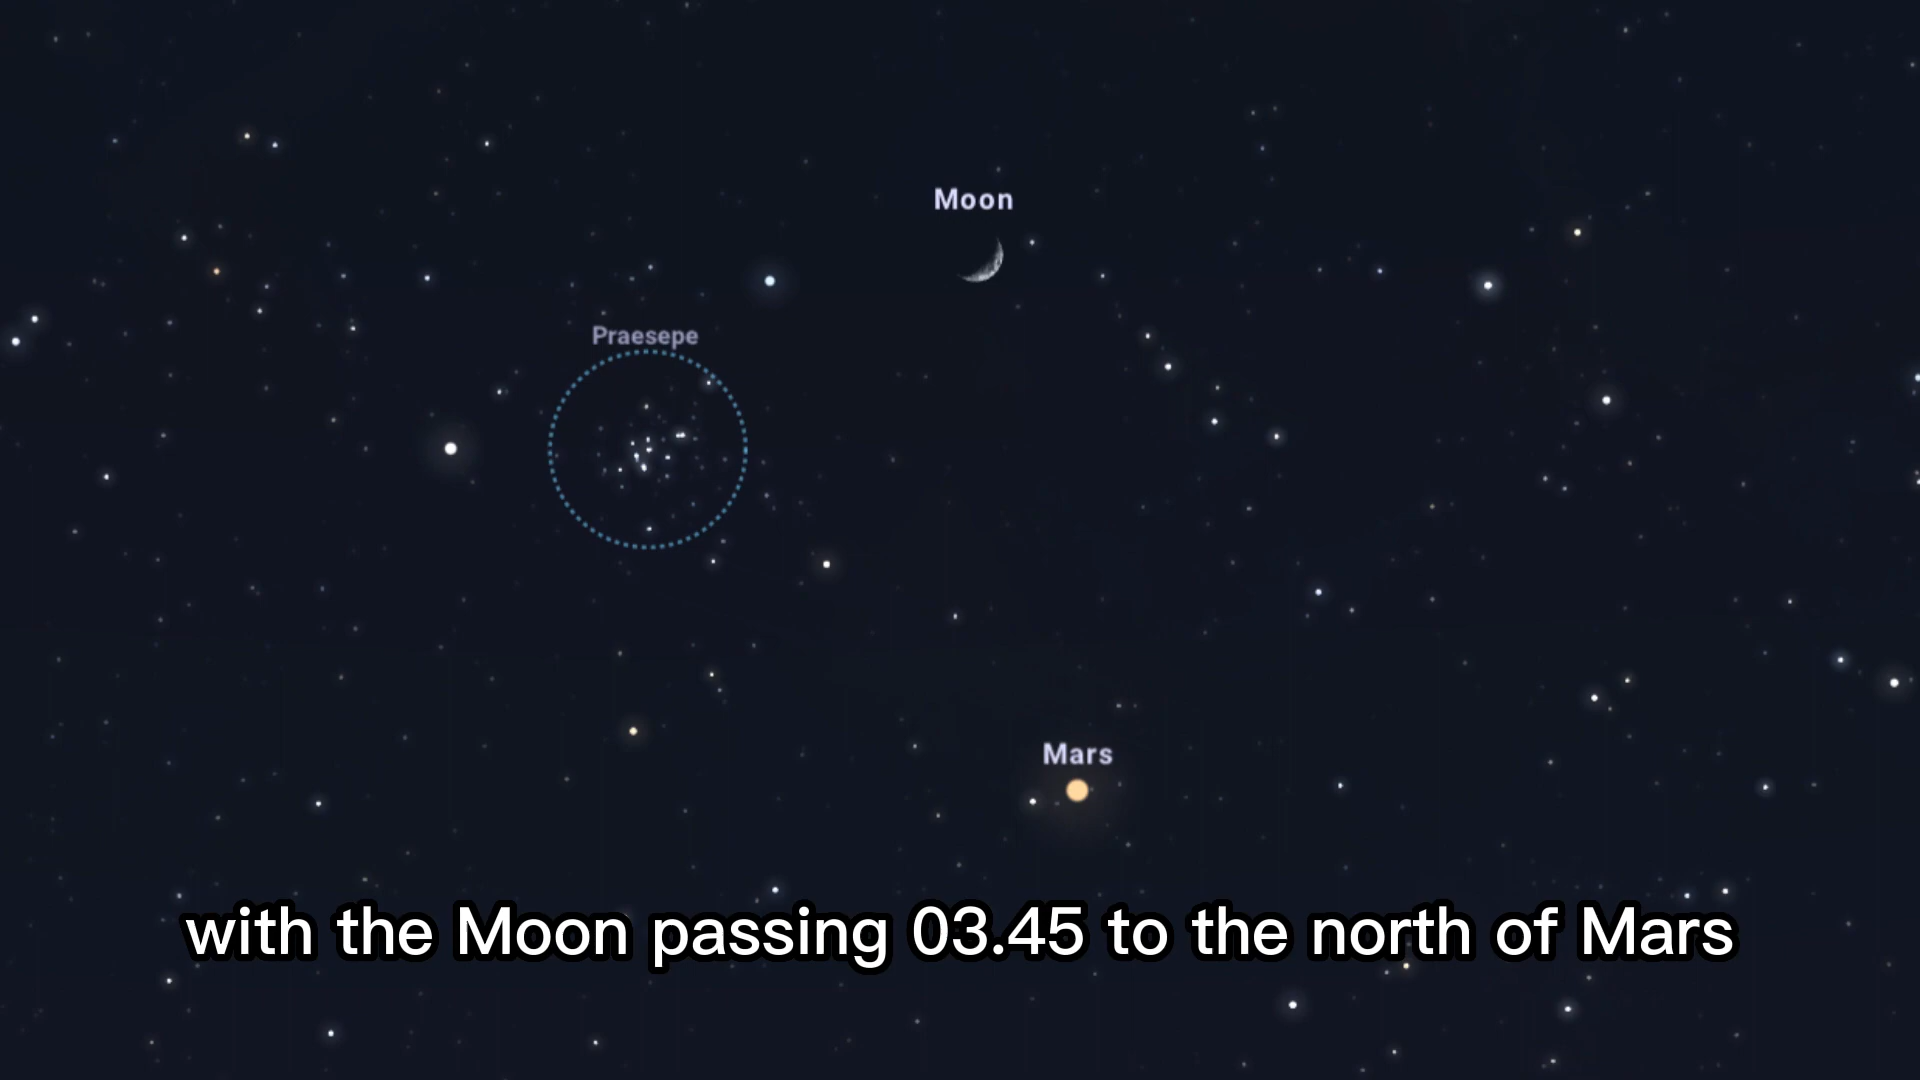 Moon
Praesepe
Mars
with the Moon passing 03.45 to the north of Mars